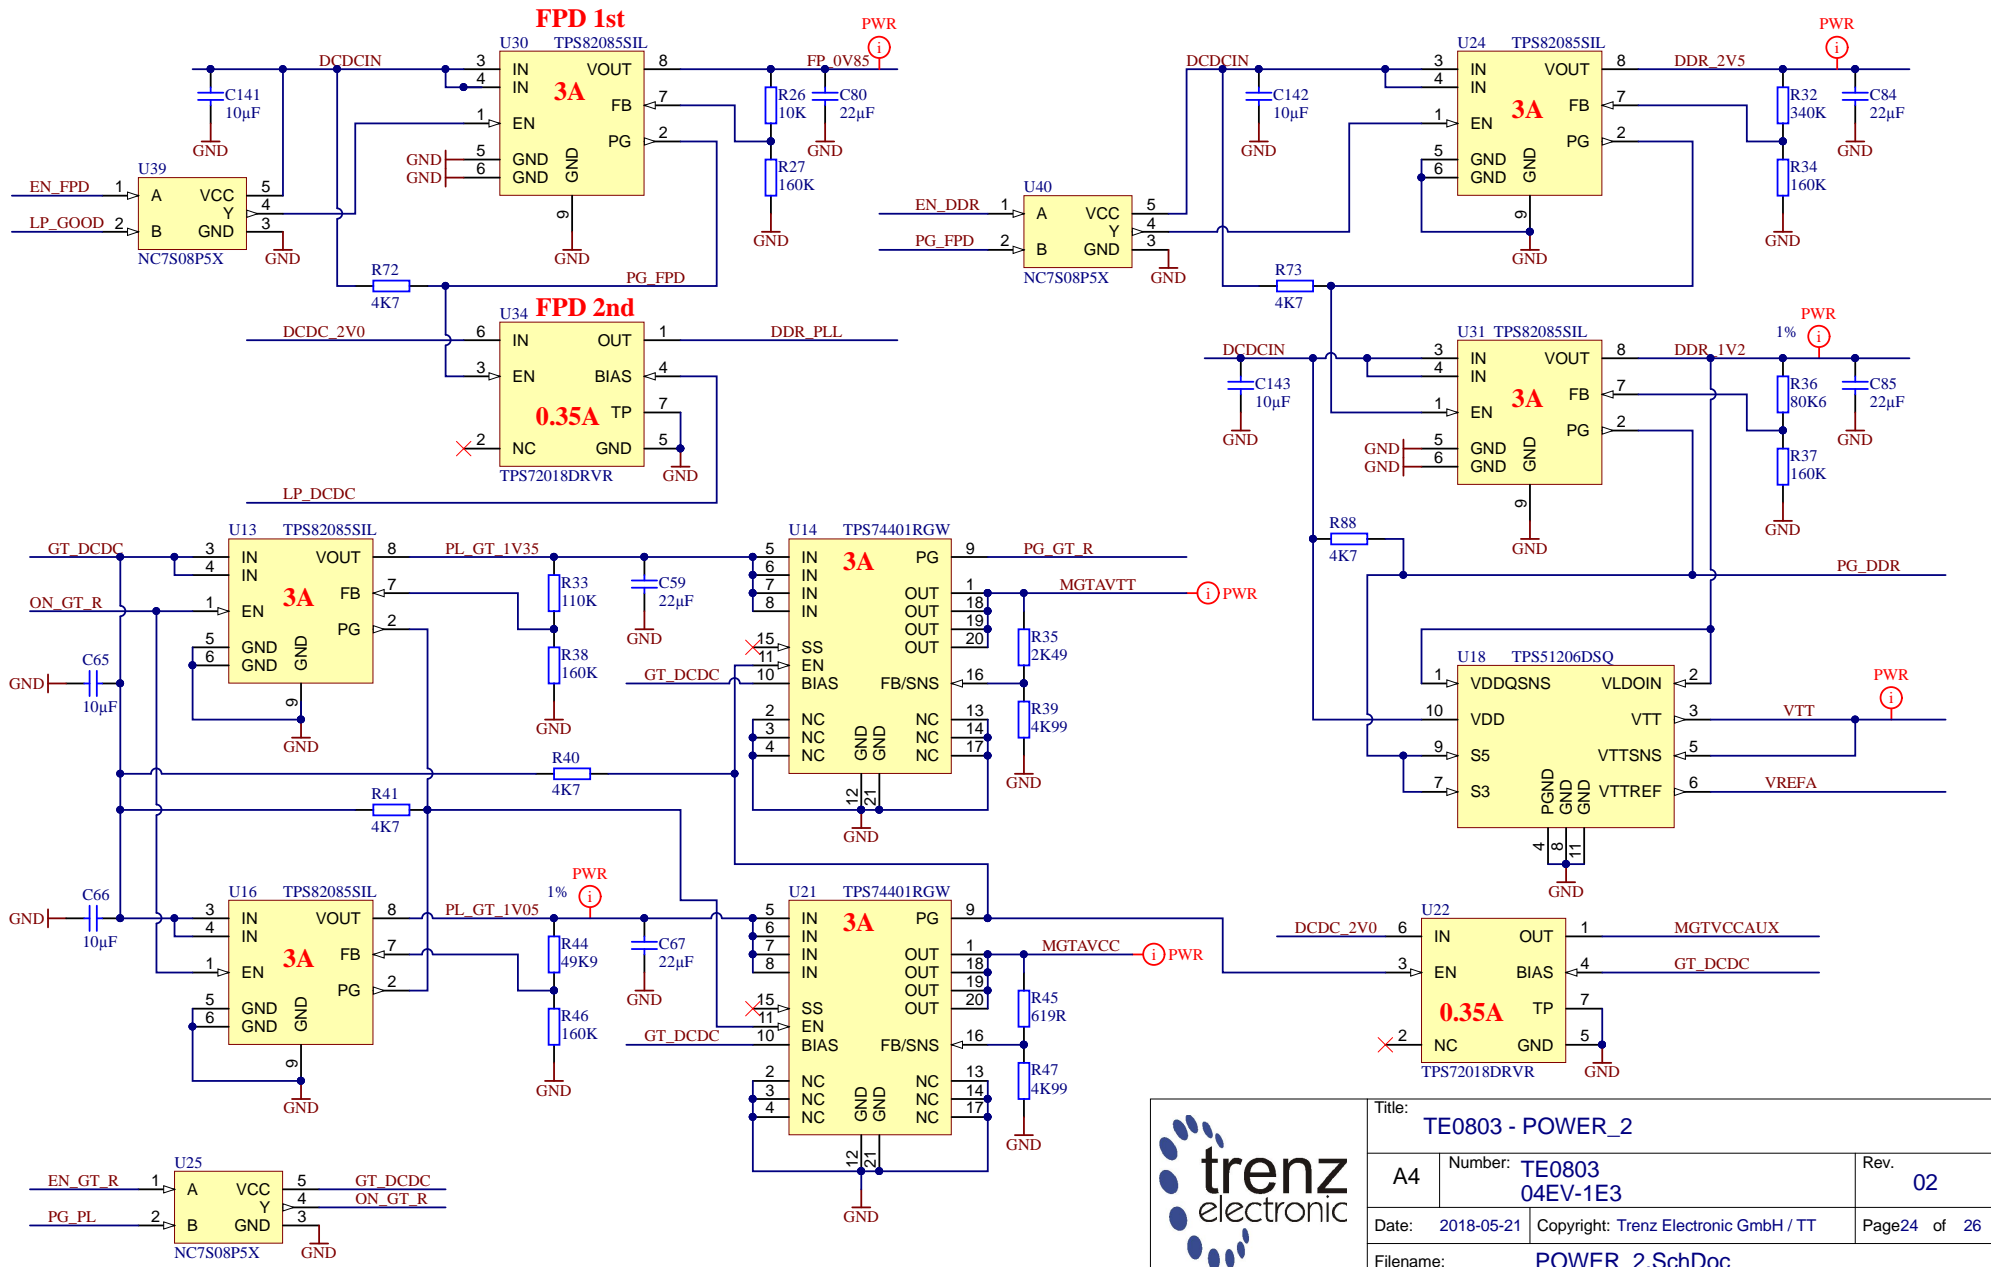 FPD 1st
U30 TPS82085SIL
DCDCIN
3 IN VOUT 8 FP_0V85 PWR
4 IN
3A
FB 7
1 EN
PG 2
GND 5 GND
GND 6 GND
GND
9
GND
C141
10µF
GND
R26
10K
C80
22µF
GND
R27
160K
GND
U39
EN_FPD 1 A VCC 5
Y 4
LP_GOOD 2 B GND 3
NC7S08P5X
GND
R72
4K7
PG_FPD
FPD 2nd
U34
DCDC_2V0 6 IN OUT 1 DDR_PLL
3 EN BIAS 4
0.35A TP 7
2 NC GND 5
TPS72018DRVR
GND
LP_DCDC
U24 TPS82085SIL
DCDCIN
3 IN VOUT 8 DDR_2V5 PWR
4 IN
3A
FB 7
1 EN
PG 2
5 GND
6 GND
GND
9
GND
C142
10µF
GND
R32
340K
C84
22µF
GND
R34
160K
GND
U40
EN_DDR 1 A VCC 5
Y 4
PG_FPD 2 B GND 3
NC7S08P5X
GND
R73
4K7
U31 TPS82085SIL
1% PWR
DCDCIN
3 IN VOUT 8 DDR_1V2
4 IN
3A
FB 7
1 EN
PG 2
GND 5 GND
GND 6 GND
GND
9
GND
C143
10µF
GND
R36
80K6
C85
22µF
GND
R37
160K
GND
R88
4K7
PG_DDR
U18 TPS51206DSQ
1 VDDQSNS VLDOIN 2
10 VDD VTT 3 VTT PWR
9 S5 VTTSNS 5
7 S3 VTTREF 6 VREFA
PGND GND GND
4 8 11
GND
U13 TPS82085SIL
GT_DCDC 3 IN VOUT 8 PL_GT_1V35
4 IN
3A
FB 7
ON_GT_R 1 EN
PG 2
5 GND
6 GND
GND
9
GND
C65
10µF
GND
R33
110K
C59
22µF
GND
R38
160K
GND
U14 TPS74401RGW
5 IN PG 9 PG_GT_R
6 IN
7 IN OUT 1 MGTAVTT PWR
8 IN OUT 18
3A
OUT 19
15 SS OUT 20
11 EN
GT_DCDC 10 BIAS FB/SNS 16
2 NC NC 13
3 NC NC 14
4 NC NC 17
GND GND
12 21
GND
R35
2K49
R39
4K99
GND
R40
4K7
R41
4K7
U16 TPS82085SIL
1% PWR
3 IN VOUT 8 PL_GT_1V05
4 IN
3A
FB 7
1 EN
PG 2
5 GND
6 GND
GND
9
GND
C66
10µF
GND
R44
49K9
C67
22µF
GND
R46
160K
GND
U21 TPS74401RGW
5 IN PG 9
6 IN
7 IN OUT 1 MGTAVCC PWR
8 IN OUT 18
3A
OUT 19
15 SS OUT 20
11 EN
GT_DCDC 10 BIAS FB/SNS 16
2 NC NC 13
3 NC NC 14
4 NC NC 17
GND GND
12 21
GND
R45
619R
R47
4K99
GND
U22
DCDC_2V0 6 IN OUT 1 MGTVCCAUX
3 EN BIAS 4 GT_DCDC
0.35A TP 7
2 NC GND 5
TPS72018DRVR
GND
U25
EN_GT_R 1 A VCC 5 GT_DCDC
Y 4 ON_GT_R
PG_PL 2 B GND 3
NC7S08P5X
GND
trenz
electronic
Title:
TE0803 - POWER_2
A4
Number: TE0803
04EV-1E3
Rev.
02
Date: 2018-05-21
Copyright: Trenz Electronic GmbH / TT
Page24 of 26
Filename: POWER_2.SchDoc